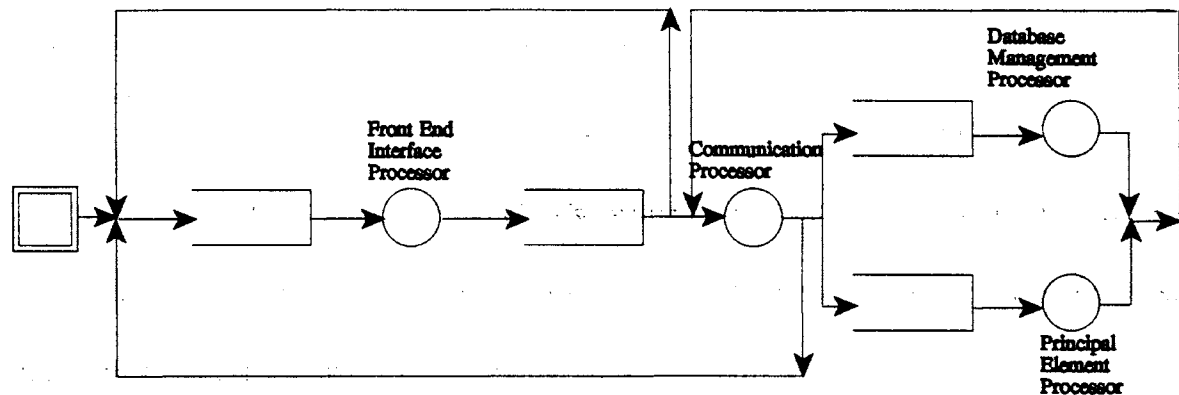 Front End
Interface
Processor
Communication
Processor
Database
Management
Processor
Principal
Element
Processor